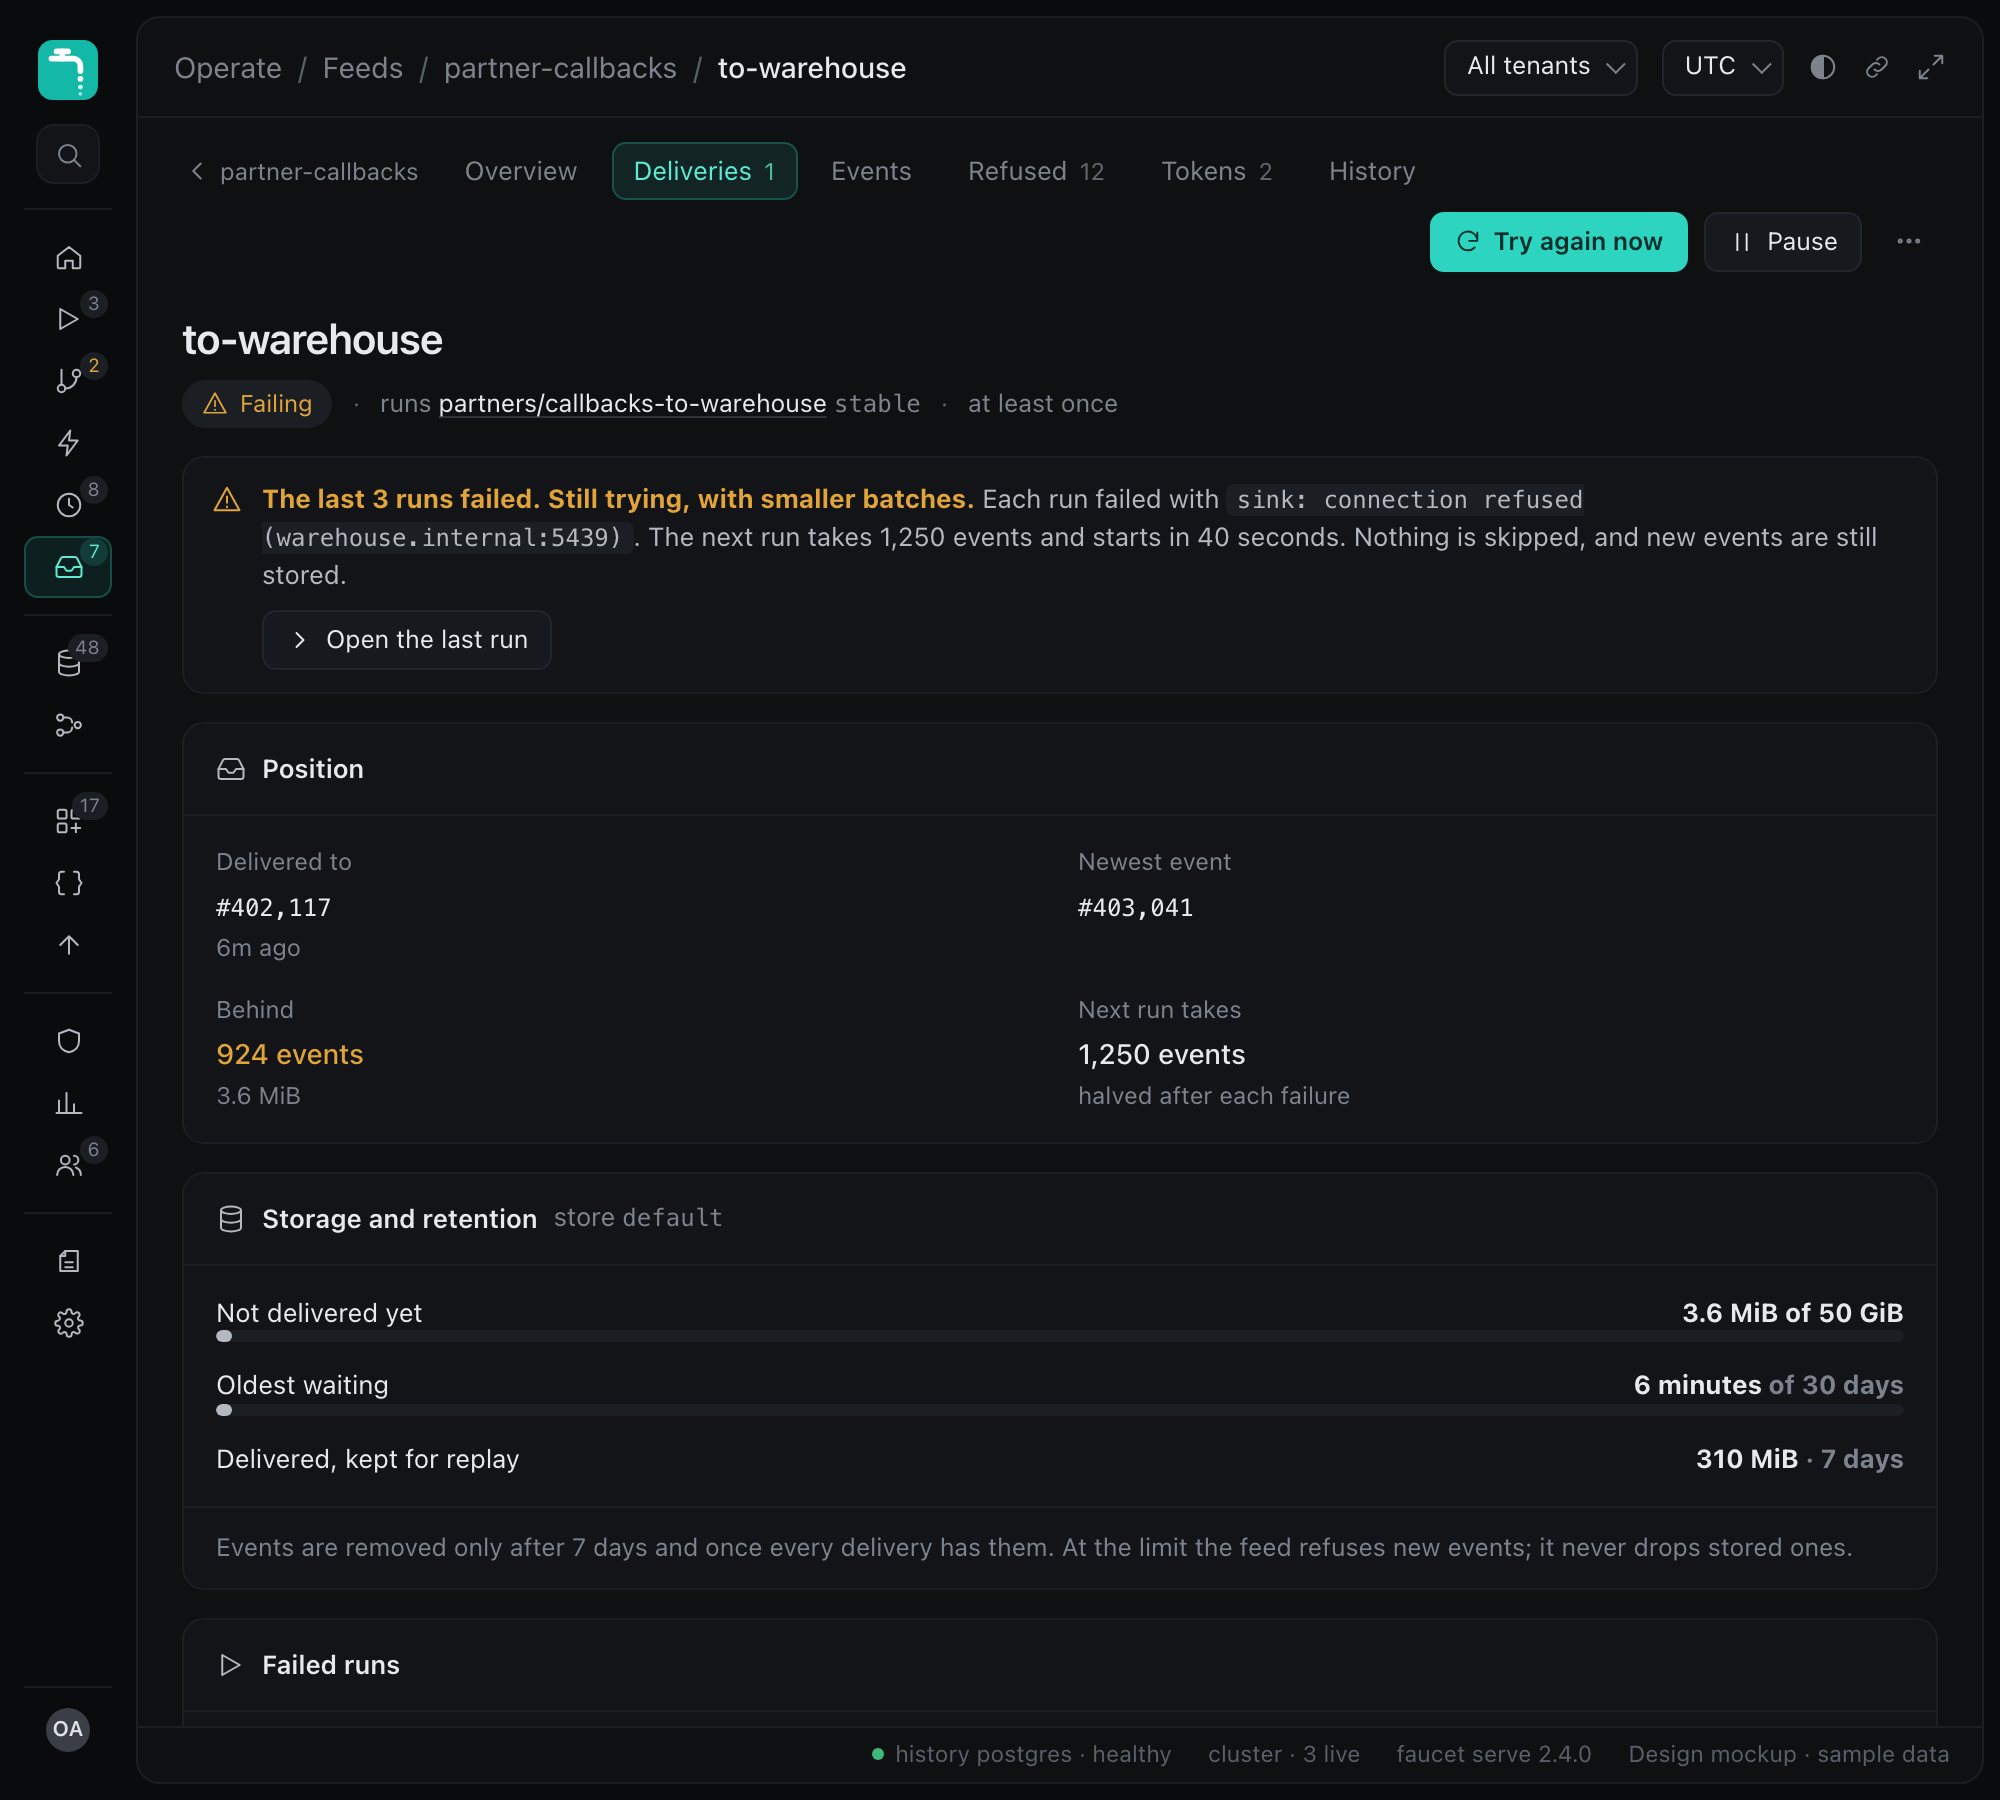 Operate / Feeds / partner-callbacks / to-warehouse
All tenants
UTC
partner-callbacks
Overview
Deliveries 1
Events
Refused 12
Tokens 2
History
Try again now
Pause
to-warehouse
Failing · runs partners/callbacks-to-warehouse stable · at least once
The last 3 runs failed. Still trying, with smaller batches. Each run failed with sink: connection refused
(warehouse.internal:5439). The next run takes 1,250 events and starts in 40 seconds. Nothing is skipped, and new events are still
stored.
Open the last run
Position
Delivered to
#402,117
6m ago
Newest event
#403,041
Behind
924 events
3.6 MiB
Next run takes
1,250 events
halved after each failure
Storage and retention store default
Not delivered yet 3.6 MiB of 50 GiB
Oldest waiting 6 minutes of 30 days
Delivered, kept for replay 310 MiB · 7 days
Events are removed only after 7 days and once every delivery has them. At the limit the feed refuses new events; it never drops stored ones.
Failed runs
3
2
8
7
48
17
6
OA
history postgres · healthy
cluster · 3 live
faucet serve 2.4.0
Design mockup · sample data